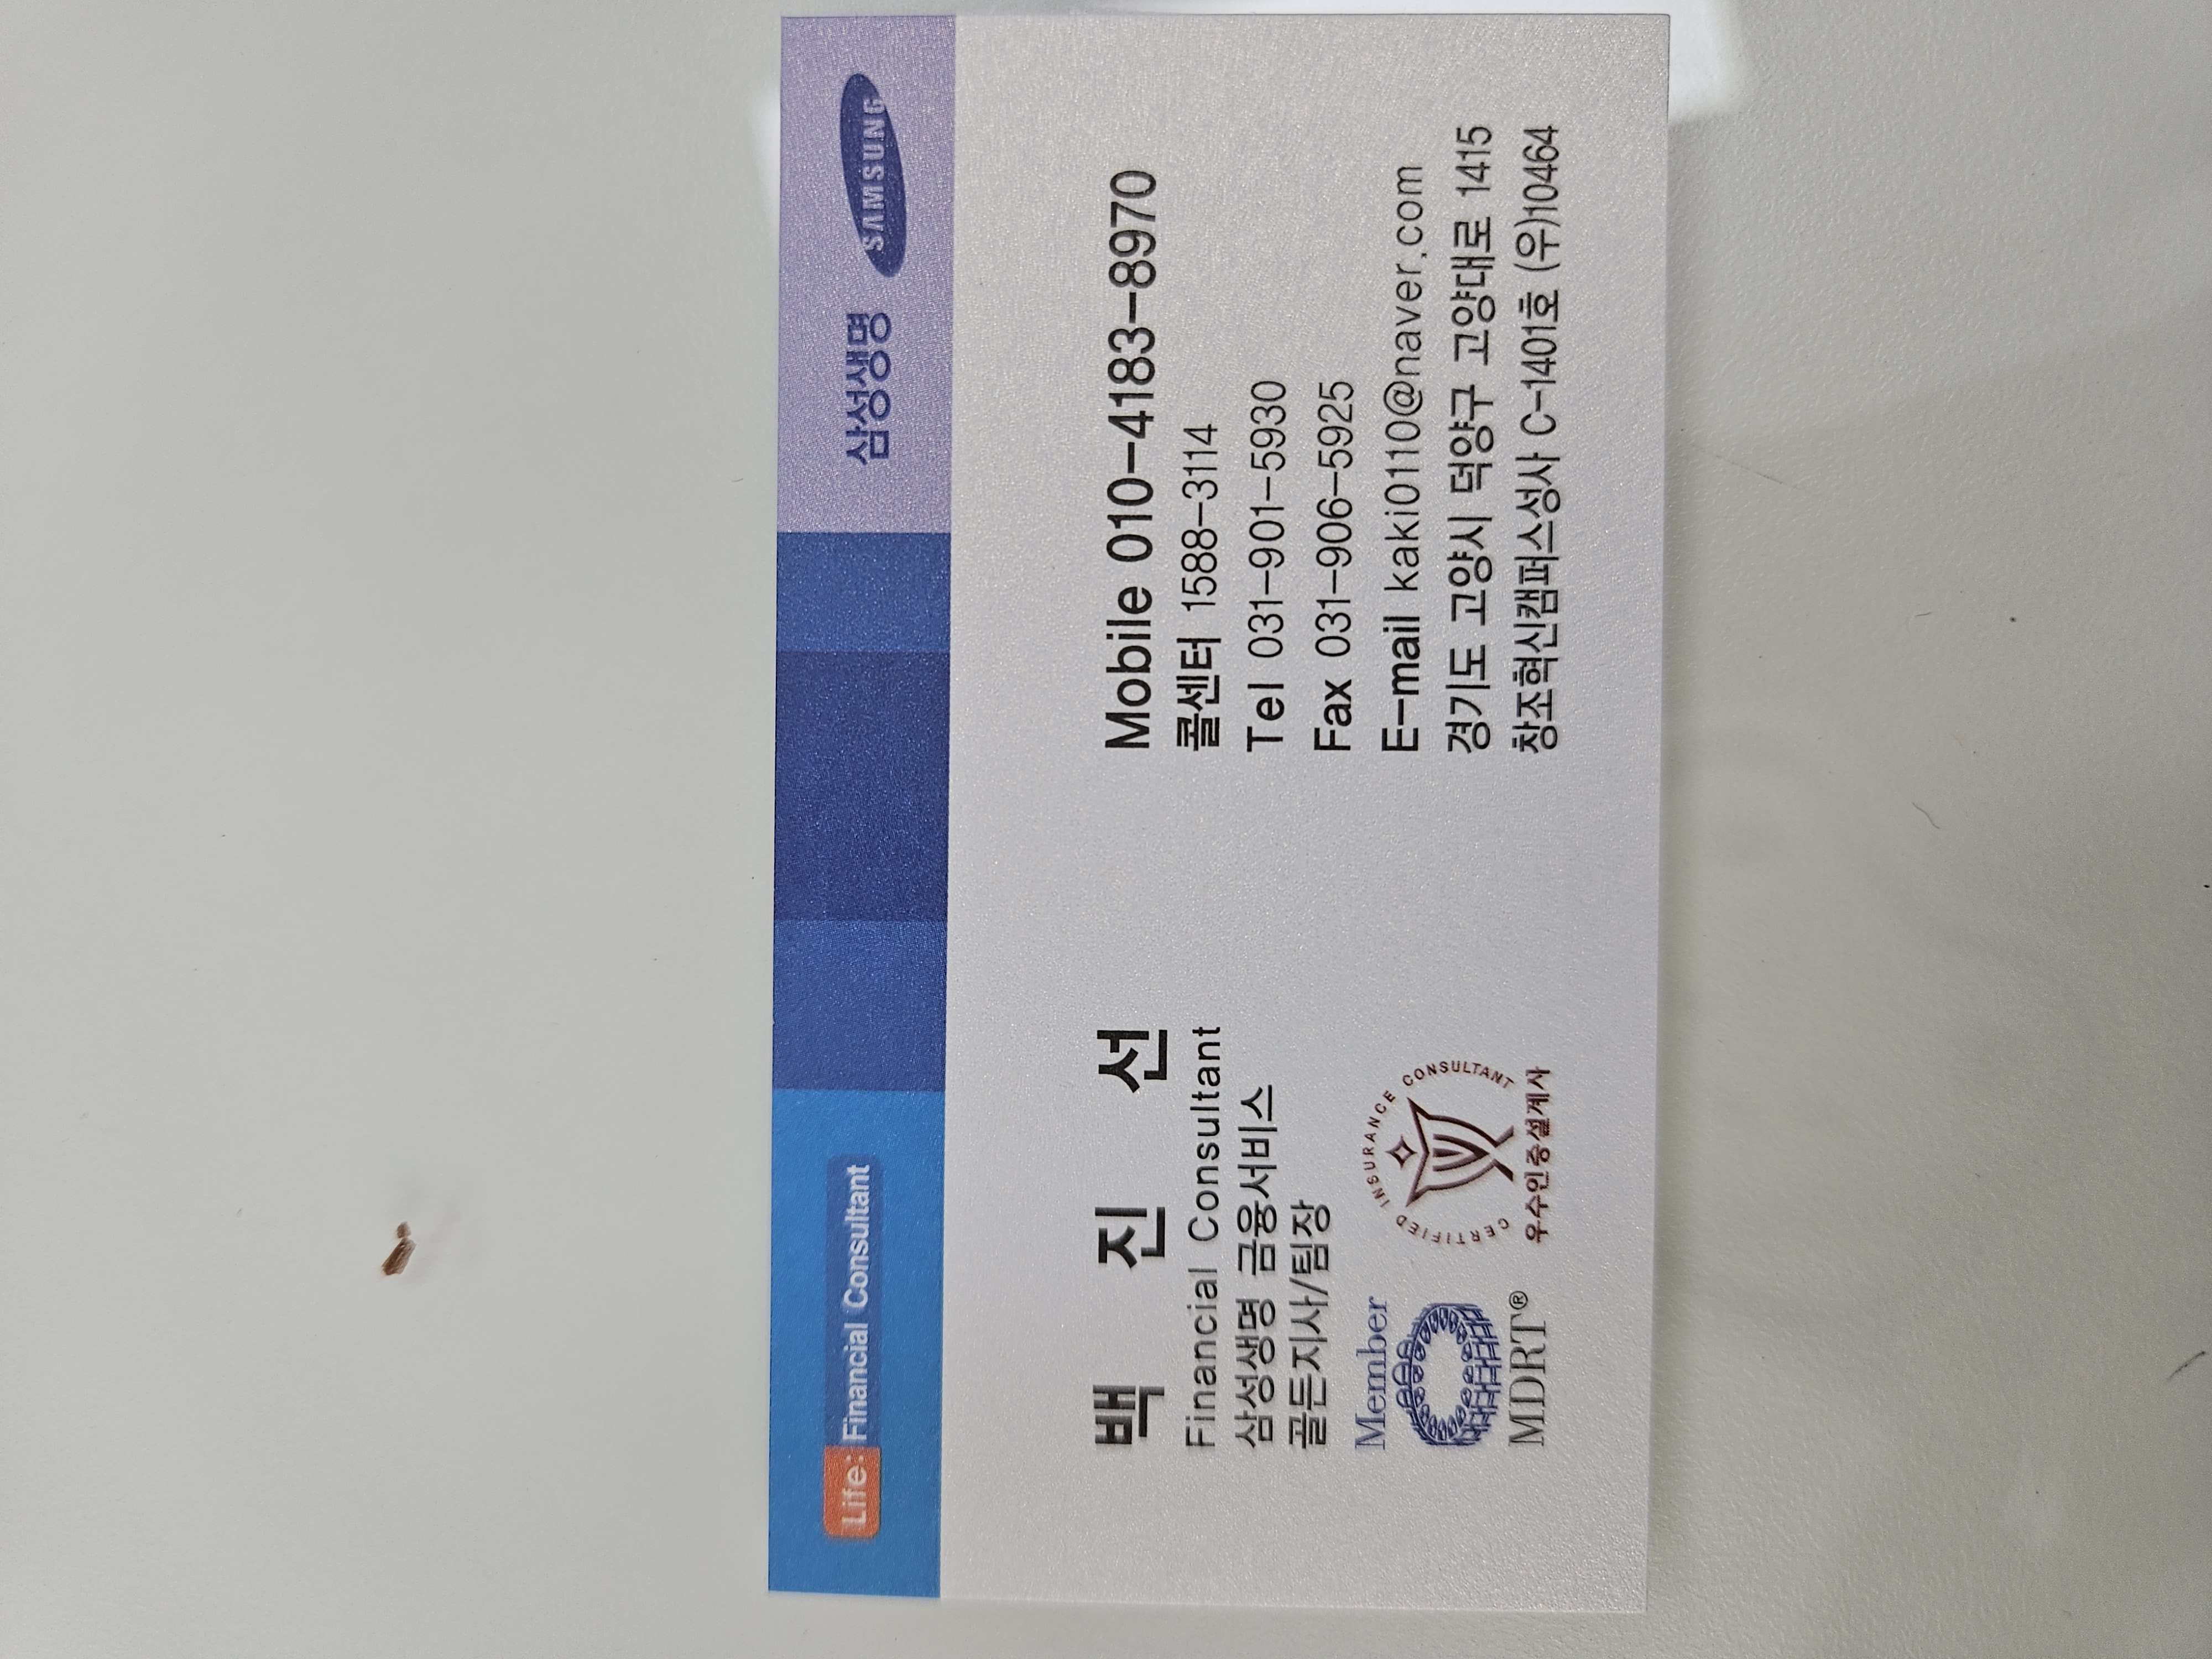 Life: Financial Consultant
삼성생명 SAMSUNG
백 진 선
Financial Consultant
삼성생명 금융서비스
골든지사/팀장
Member
MDRT®
CERTIFIED INSURANCE CONSULTANT
우수인증설계사
Mobile 010-4183-8970
콜센터 1588-3114
Tel 031-901-5930
Fax 031-906-5925
E-mail kaki0110@naver.com
경기도 고양시 덕양구 고양대로 1415
창조혁신캠퍼스성사 C-1401호 (우)10464